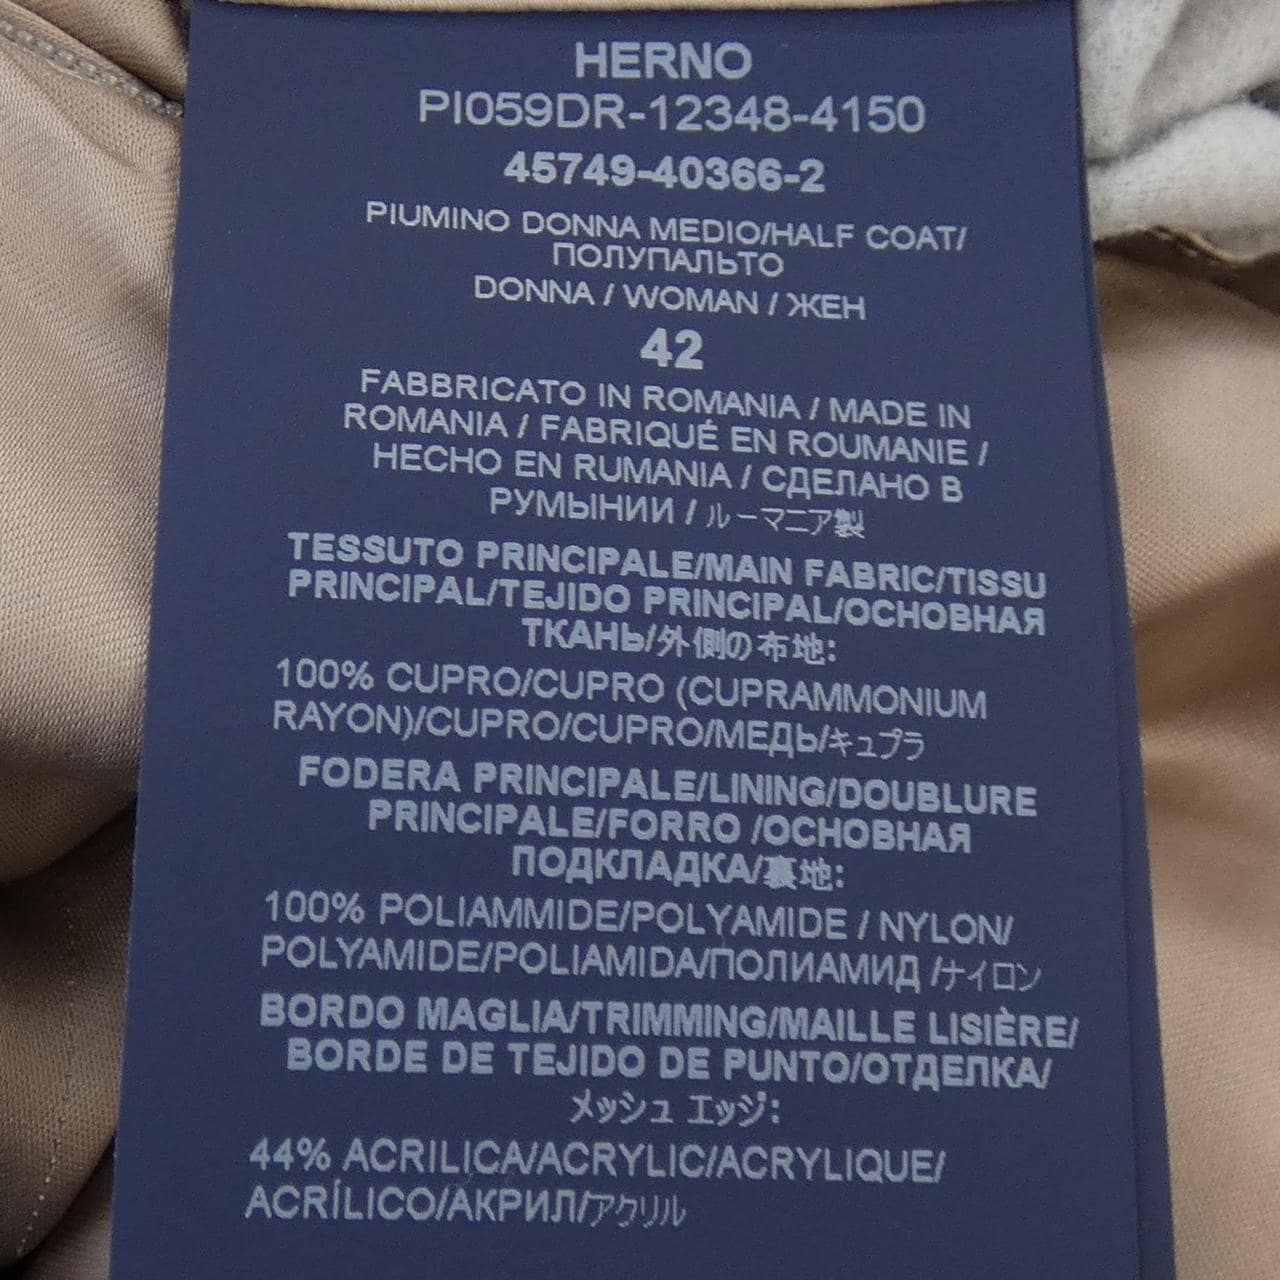 HERNO
PI059DR-12348-4150
45749-40366-2
PIUMINO DONNA MEDIO/HALF COAT/
ПОЛУПАЛЬТО
DONNA / WOMAN / ЖЕН
42
FABBRICATO IN ROMANIA / MADE IN
ROMANIA / FABRIQUÉ EN ROUMANIE /
HECHO EN RUMANIA / СДЕЛАНО В
РУМЫНИИ / ルーマニア製
TESSUTO PRINCIPALE/MAIN FABRIC/TISSU
PRINCIPAL/TEJIDO PRINCIPAL/ОСНОВНАЯ
ТКАНЬ/外側の布地:
100% CUPRO/CUPRO (CUPRAMMONIUM
RAYON)/CUPRO/CUPRO/МЕДЬ/キュプラ
FODERA PRINCIPALE/LINING/DOUBLURE
PRINCIPALE/FORRO /ОСНОВНАЯ
ПОДКЛАДКА/裏地:
100% POLIAMMIDE/POLYAMIDE / NYLON/
POLYAMIDE/POLIAMIDA/ПОЛИАМИД /ナイロン
BORDO MAGLIA/TRIMMING/MAILLE LISIÈRE/
BORDE DE TEJIDO DE PUNTO/ОТДЕЛКА/
メッシュ エッジ:
44% ACRILICA/ACRYLIC/ACRYLIQUE/
ACRÍLICO/АКРИЛ/アクリル